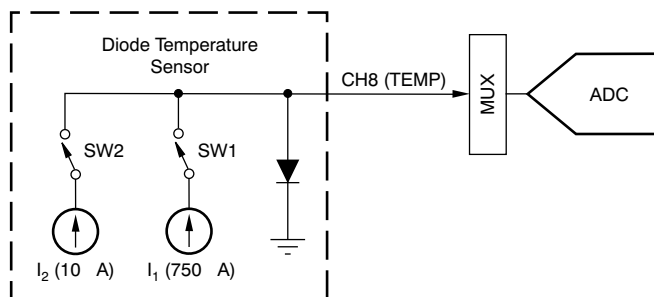 Diode Temperature
Sensor
CH8 (TEMP)
MUX
ADC
SW2
SW1
I2 (10 A)
I1 (750 A)